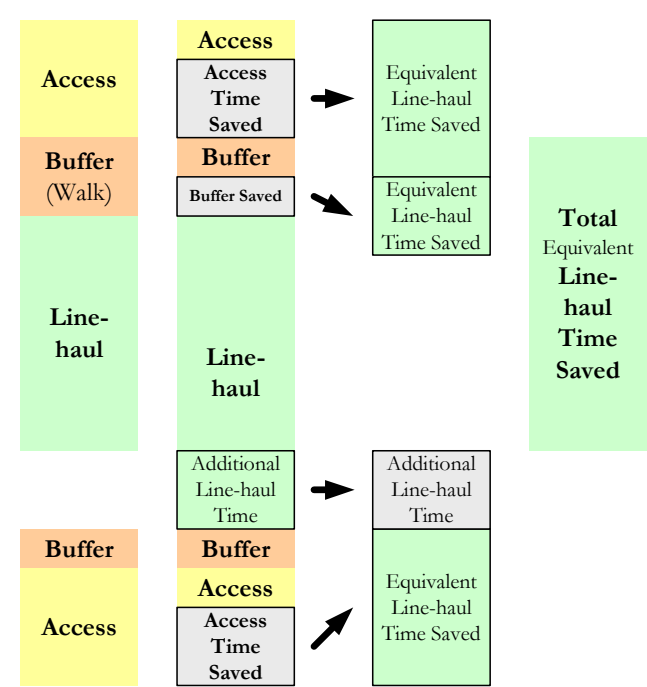 Access
Buffer
(Walk)
Line-
haul
Buffer
Access
Access
Access
Time
Saved
Buffer
Buffer Saved
Line-
haul
Additional
Line-haul
Time
Buffer
Access
Access
Time
Saved
Equivalent
Line-haul
Time Saved
Equivalent
Line-haul
Time Saved
Additional
Line-haul
Time
Equivalent
Line-haul
Time Saved
Total
Equivalent
Line-
haul
Time
Saved